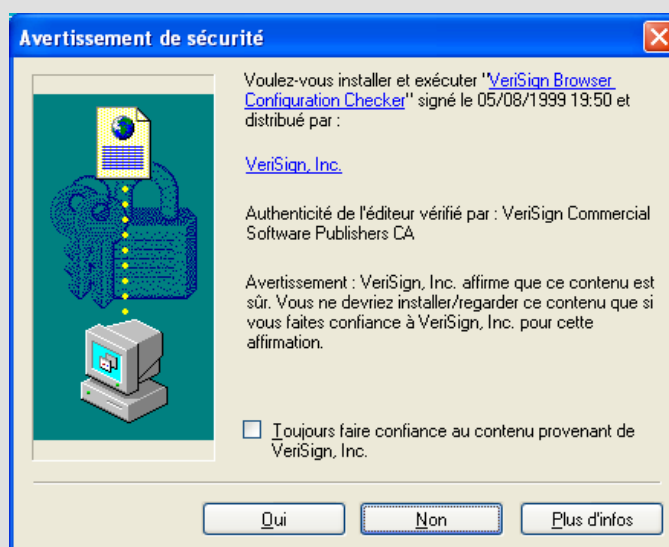 Avertissement de sécurité
Voulez-vous installer et exécuter "VeriSign Browser
Configuration Checker" signé le 05/08/1999 19:50 et
distribué par :
VeriSign, Inc.
Authenticité de l'éditeur vérifié par : VeriSign Commercial
Software Publishers CA
Avertissement : VeriSign, Inc. affirme que ce contenu est
sûr. Vous ne devriez installer/regarder ce contenu que si
vous faites confiance à VeriSign, Inc. pour cette
affirmation.
Toujours faire confiance au contenu provenant de
VeriSign, Inc.
Oui
Non
Plus d'infos